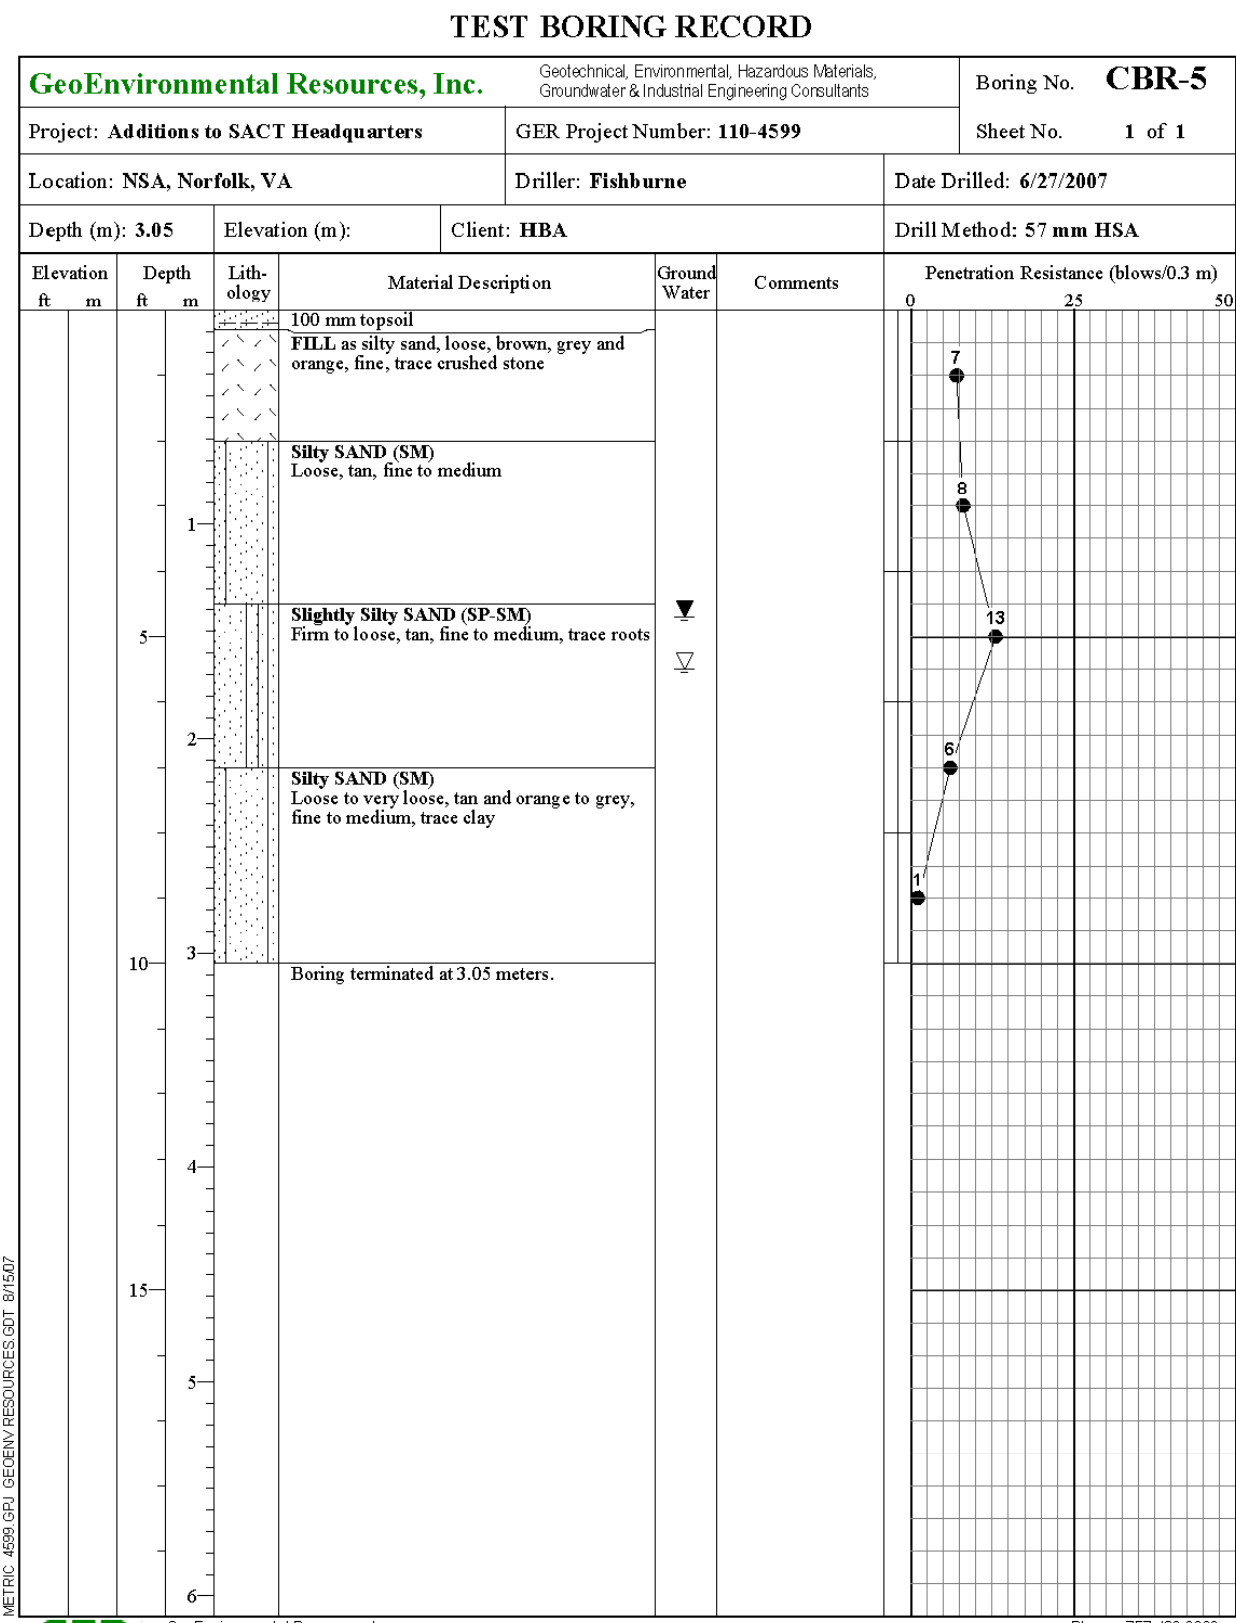 TEST BORING RECORD
GeoEnvironmental Resources, Inc.
Geotechnical, Environmental, Hazardous Materials,
Groundwater & Industrial Engineering Consultants
Boring No. CBR-5
Project: Additions to SACT Headquarters
GER Project Number: 110-4599
Sheet No. 1 of 1
Location: NSA, Norfolk, VA
Driller: Fishburne
Date Drilled: 6/27/2007
Depth (m): 3.05
Elevation (m):
Client: HBA
Drill Method: 57 mm HSA
Elevation
ft m
Depth
ft m
Lith-
ology
Material Description
Ground
Water
Comments
Penetration Resistance (blows/0.3 m)
0 25 50
100 mm topsoil
FILL as silty sand, loose, brown, grey and
orange, fine, trace crushed stone
7
Silty SAND (SM)
Loose, tan, fine to medium
8
1
Slightly Silty SAND (SP-SM)
Firm to loose, tan, fine to medium, trace roots
13
5
2
6
Silty SAND (SM)
Loose to very loose, tan and orange to grey,
fine to medium, trace clay
1
3
10
Boring terminated at 3.05 meters.
4
15
5
6
METRIC 4599.GPJ GEOENV RESOURCES.GDT 8/15/07